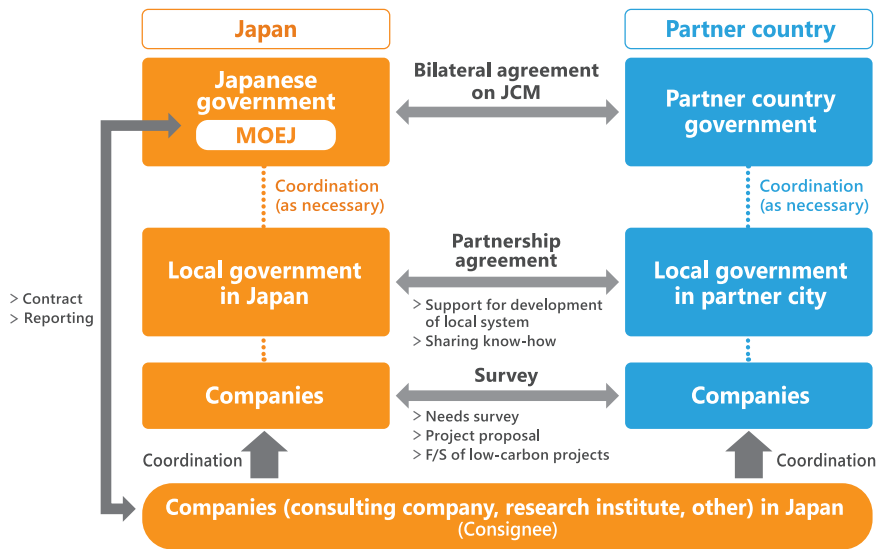 Japan
Partner country
Japanese
government
MOEJ
Bilateral agreement
on JCM
Partner country
government
Coordination
(as necessary)
Coordination
(as necessary)
> Contract
> Reporting
Local government
in Japan
Partnership
agreement
> Support for development
of local system
> Sharing know-how
Local government
in partner city
Companies
Survey
> Needs survey
> Project proposal
> F/S of low-carbon projects
Companies
Coordination
Coordination
Companies (consulting company, research institute, other) in Japan
(Consignee)